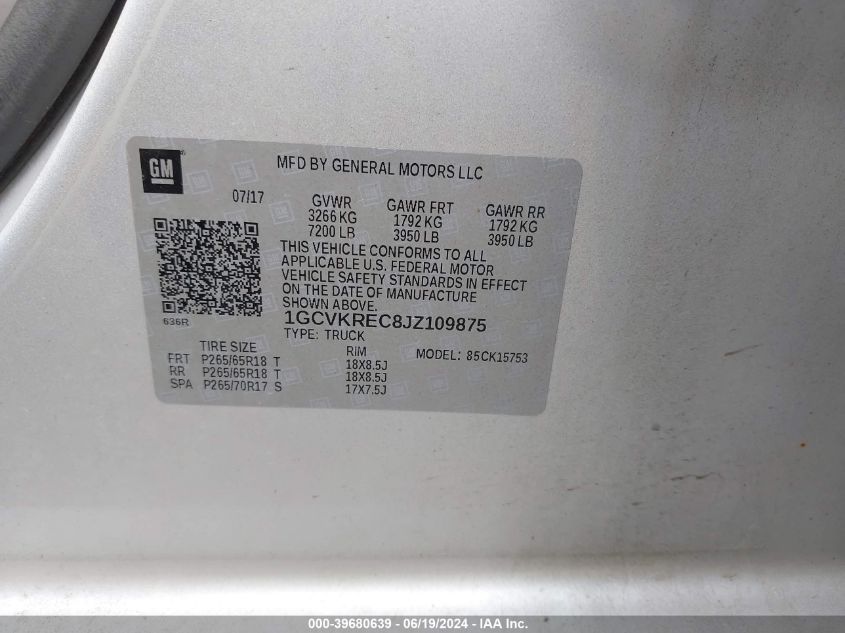 GM
MFD BY GENERAL MOTORS LLC
07/17
GVWR GAWR FRT GAWR RR
3266 KG 1792 KG 1792 KG
7200 LB 3950 LB 3950 LB
THIS VEHICLE CONFORMS TO ALL
APPLICABLE U.S. FEDERAL MOTOR
VEHICLE SAFETY STANDARDS IN EFFECT
ON THE DATE OF MANUFACTURE
SHOWN ABOVE.
636R
1GCVKREC8JZ109875
TYPE: TRUCK
TIRE SIZE RIM MODEL: 85CK15753
FRT P265/65R18 T 18X8.5J
RR P265/65R18 T 18X8.5J
SPA P265/70R17 S 17X7.5J
000-39680639 - 06/19/2024 - IAA Inc.